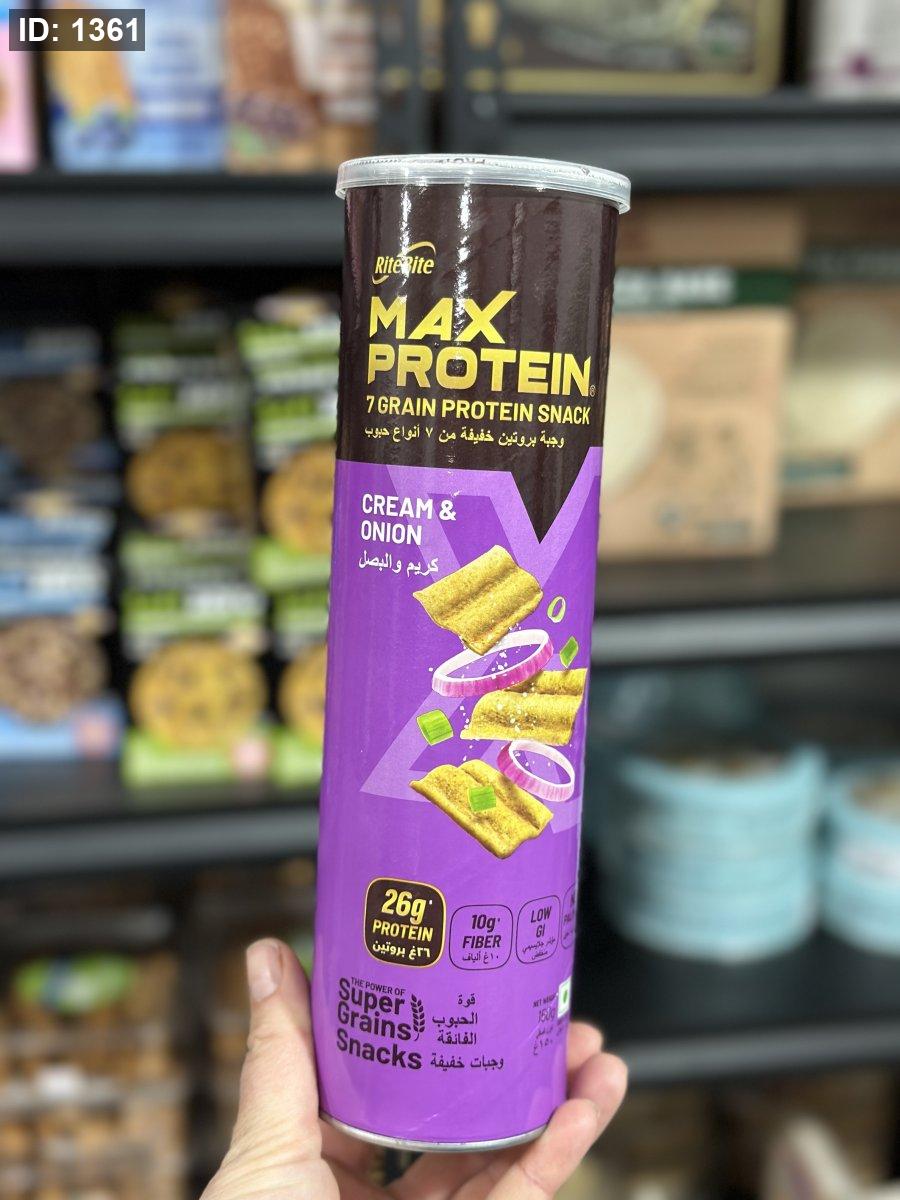 ID: 1361
RiteBite
MAX
PROTEIN
7 GRAIN PROTEIN SNACK
وجبة بروتين خفيفة من ٧ أنواع حبوب
CREAM &
ONION
كريم والبصل
26g*
PROTEIN
٢٦غ بروتين
10g*
FIBER
١٠غ ألياف
LOW
GI
THE POWER OF
Super
Grains
Snacks
قوة
الحبوب
الفائقة
وجبات خفيفة